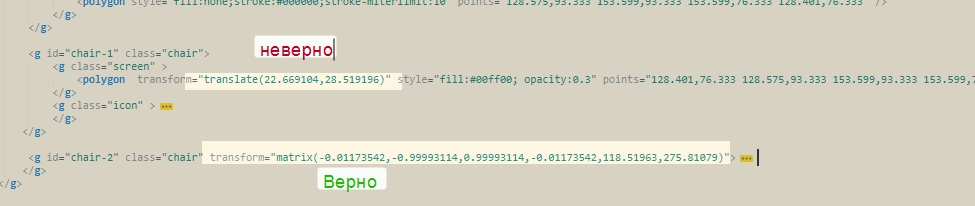 <polygon style="fill:none;stroke:#000000;stroke-miterlimit:10" points="128.575,93.333 153.599,93.333 153.599,76.333 128.401,76.333 " />
</g>
</g>
<g id="chair-1" class="chair">
неверно
<g class="screen" >
<polygon transform="translate(22.669104,28.519196)" style="fill:#00ff00; opacity:0.3" points="128.401,76.333 128.575,93.333 153.599,93.333 153.599,7
</g>
<g class="icon" > ...
</g>
</g>
<g id="chair-2" class="chair" transform="matrix(-0.01173542,-0.99993114,0.99993114,-0.01173542,118.51963,275.81079)"> ...
</g>
Верно
</g>